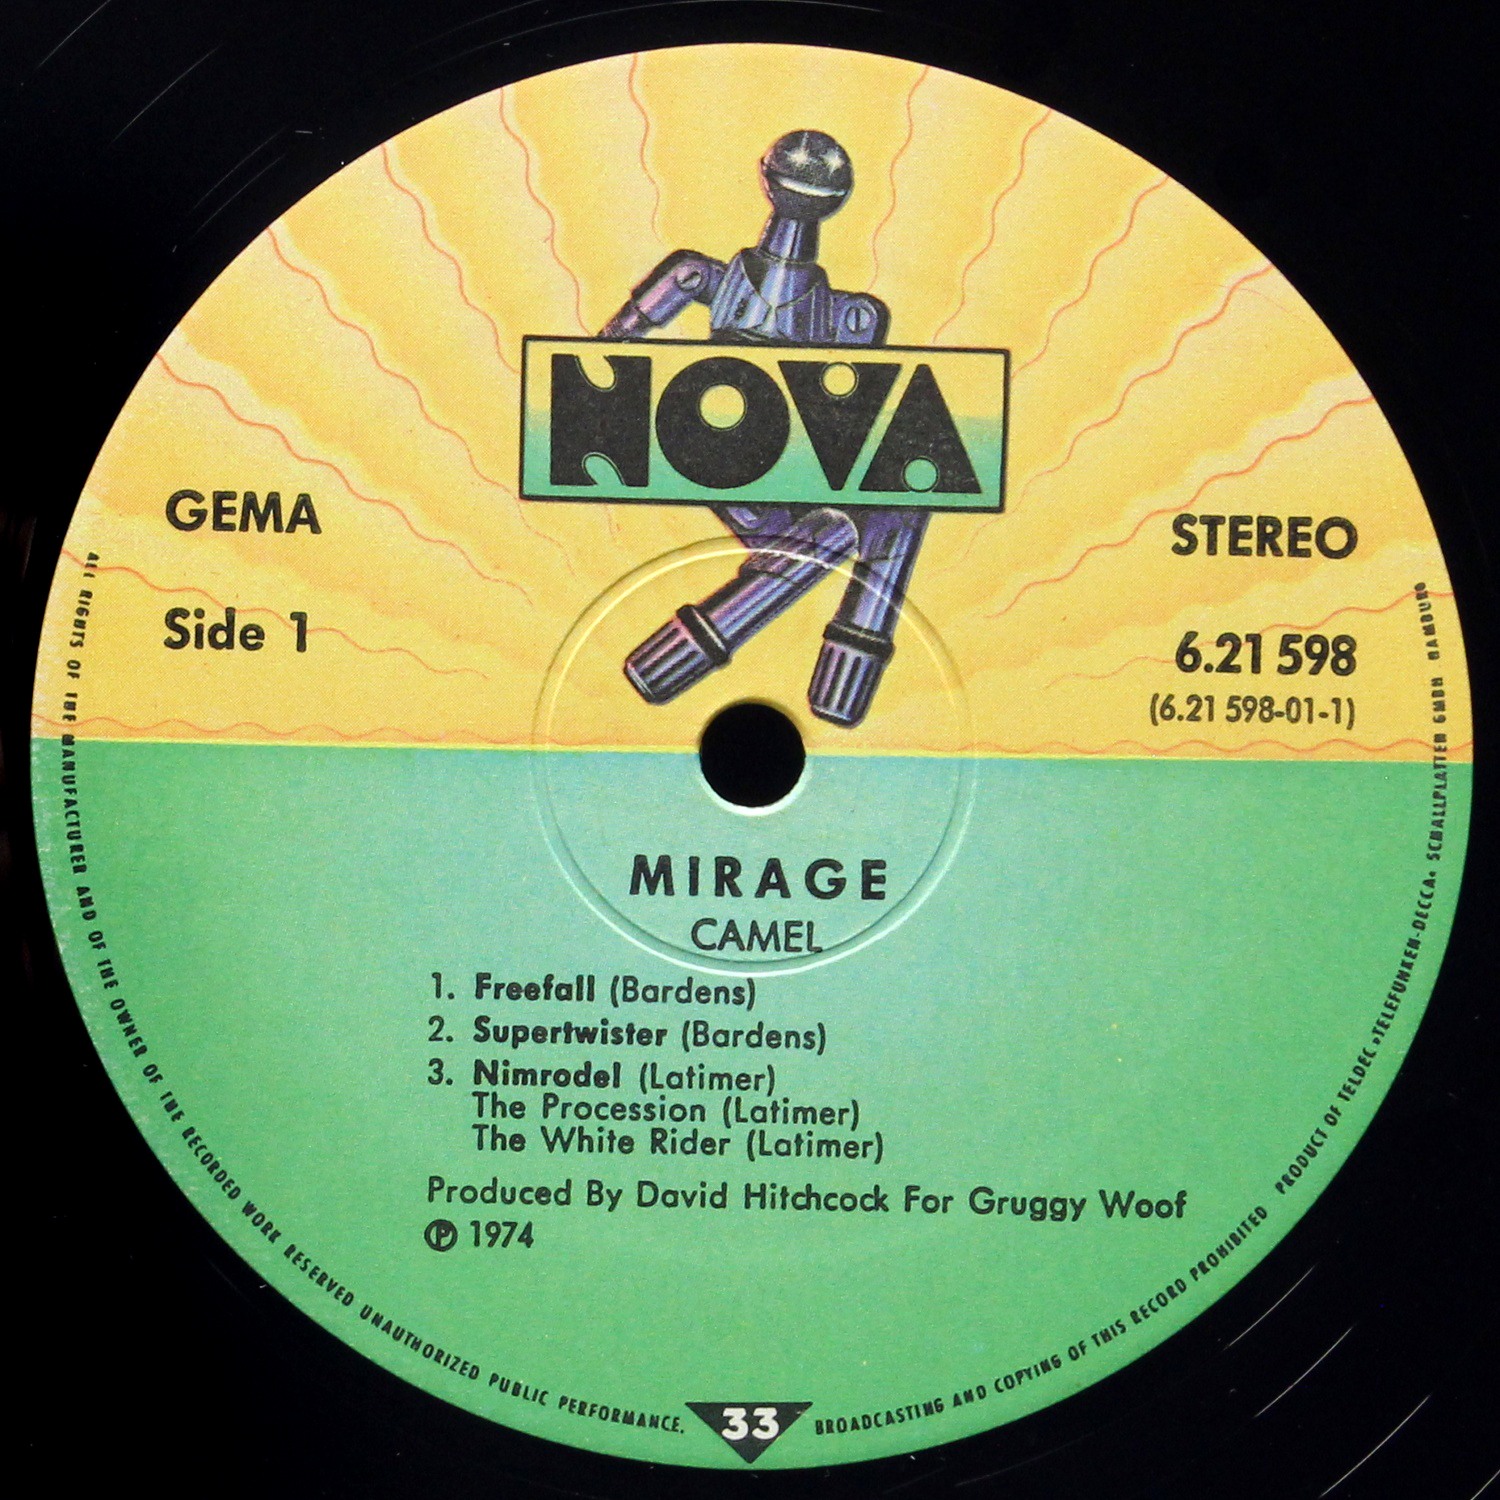 NOVA
GEMA
STEREO
Side 1
6.21 598
(6.21 598-01-1)
MIRAGE
CAMEL
1. Freefall (Bardens)
2. Supertwister (Bardens)
3. Nimrodel (Latimer)
The Procession (Latimer)
The White Rider (Latimer)
Produced By David Hitchcock For Gruggy Woof
℗ 1974
ALL RIGHTS OF THE MANUFACTURER AND OF THE OWNER OF THE RECORDED WORK RESERVED UNAUTHORIZED PUBLIC PERFORMANCE.
33
BROADCASTING AND COPYING OF THIS RECORD PROHIBITED PRODUCT OF TELDEC »TELEFUNKEN-DECCA« SCHALLPLATTEN GMBH HAMBURG